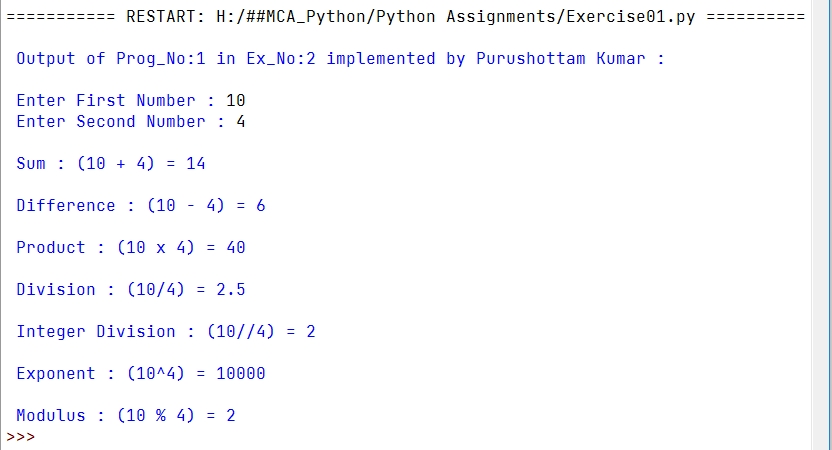 =========== RESTART: H:/##MCA_Python/Python Assignments/Exercise01.py ==========
Output of Prog_No:1 in Ex_No:2 implemented by Purushottam Kumar :
Enter First Number : 10
Enter Second Number : 4
Sum : (10 + 4) = 14
Difference : (10 - 4) = 6
Product : (10 x 4) = 40
Division : (10/4) = 2.5
Integer Division : (10//4) = 2
Exponent : (10^4) = 10000
Modulus : (10 % 4) = 2
>>>